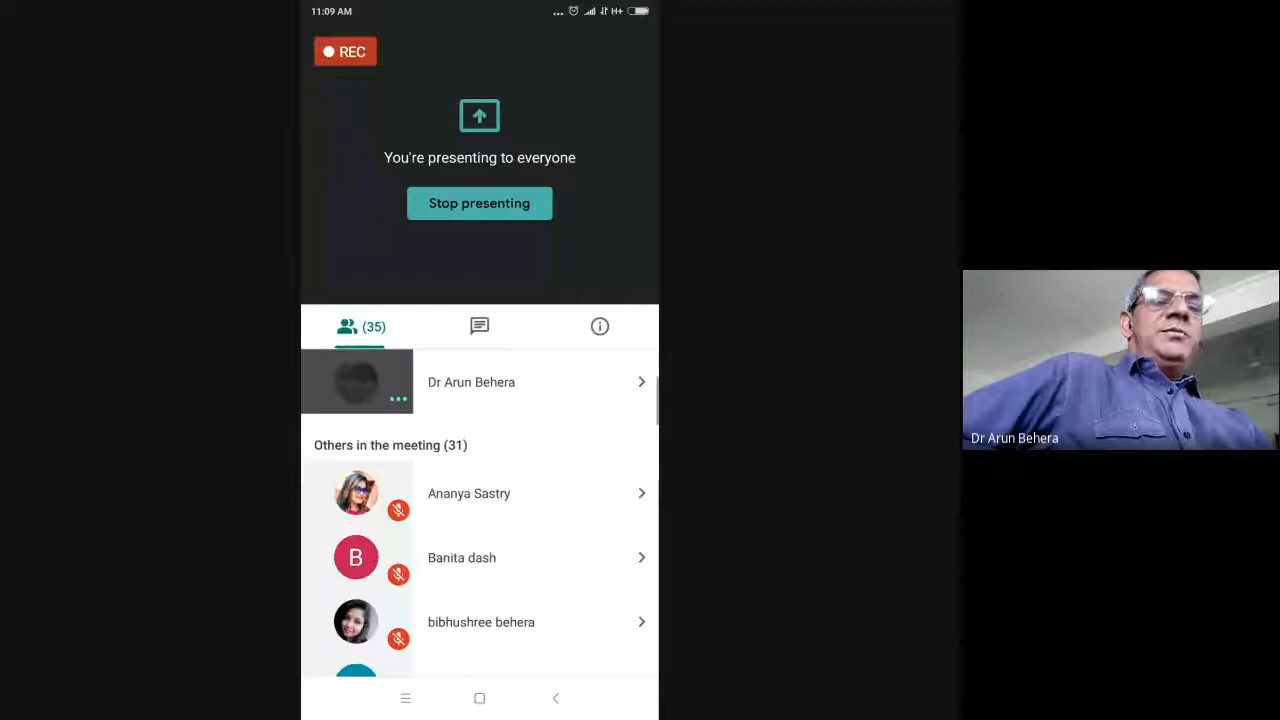 11:09 AM
H+
REC
You're presenting to everyone
Stop presenting
(35)
Dr Arun Behera
Others in the meeting (31)
Ananya Sastry
B
Banita dash
bibhushree behera
Dr Arun Behera